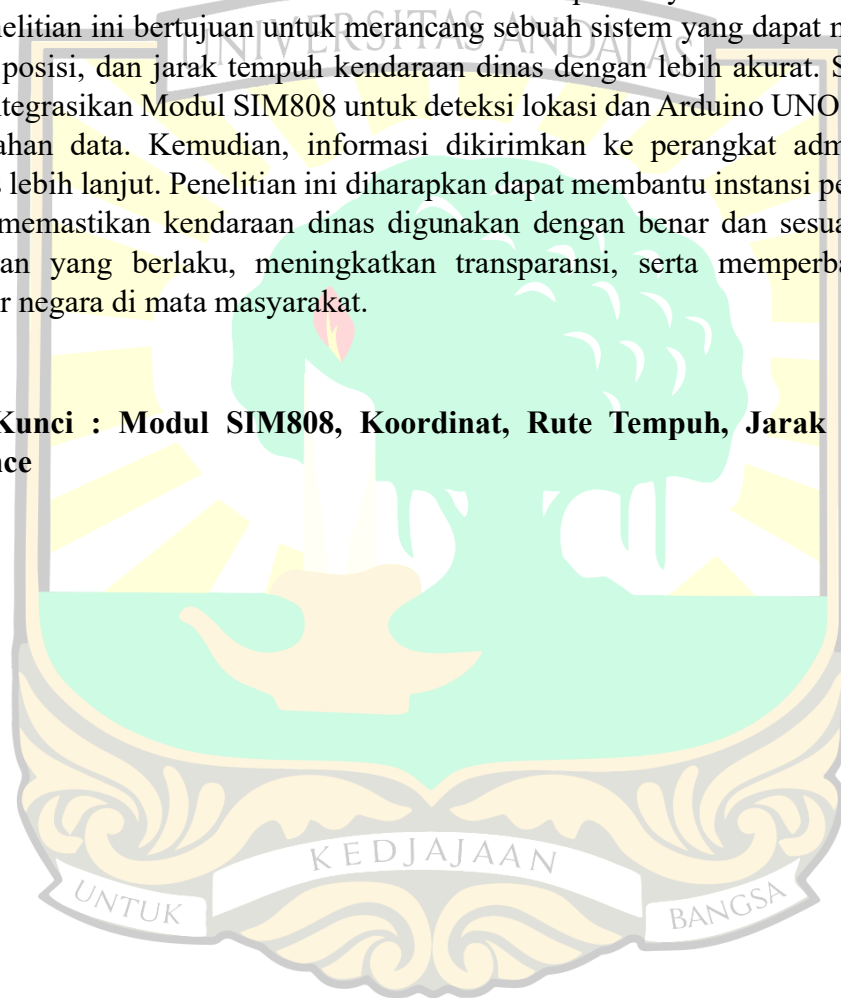 UNIVERSITAS ANDALAS
elitian ini bertujuan untuk merancang sebuah sistem yang dapat
posisi, dan jarak tempuh kendaraan dinas dengan lebih akurat. S
tegrasikan Modul SIM808 untuk deteksi lokasi dan Arduino UNO
ahan data. Kemudian, informasi dikirimkan ke perangkat adm
lebih lanjut. Penelitian ini diharapkan dapat membantu instansi pe
memastikan kendaraan dinas digunakan dengan benar dan sesua
an yang berlaku, meningkatkan transparansi, serta memperba
r negara di mata masyarakat.
Kunci : Modul SIM808, Koordinat, Rute Tempuh, Jarak
nce
KEDJAJAAN
UNTUK
BANGSA